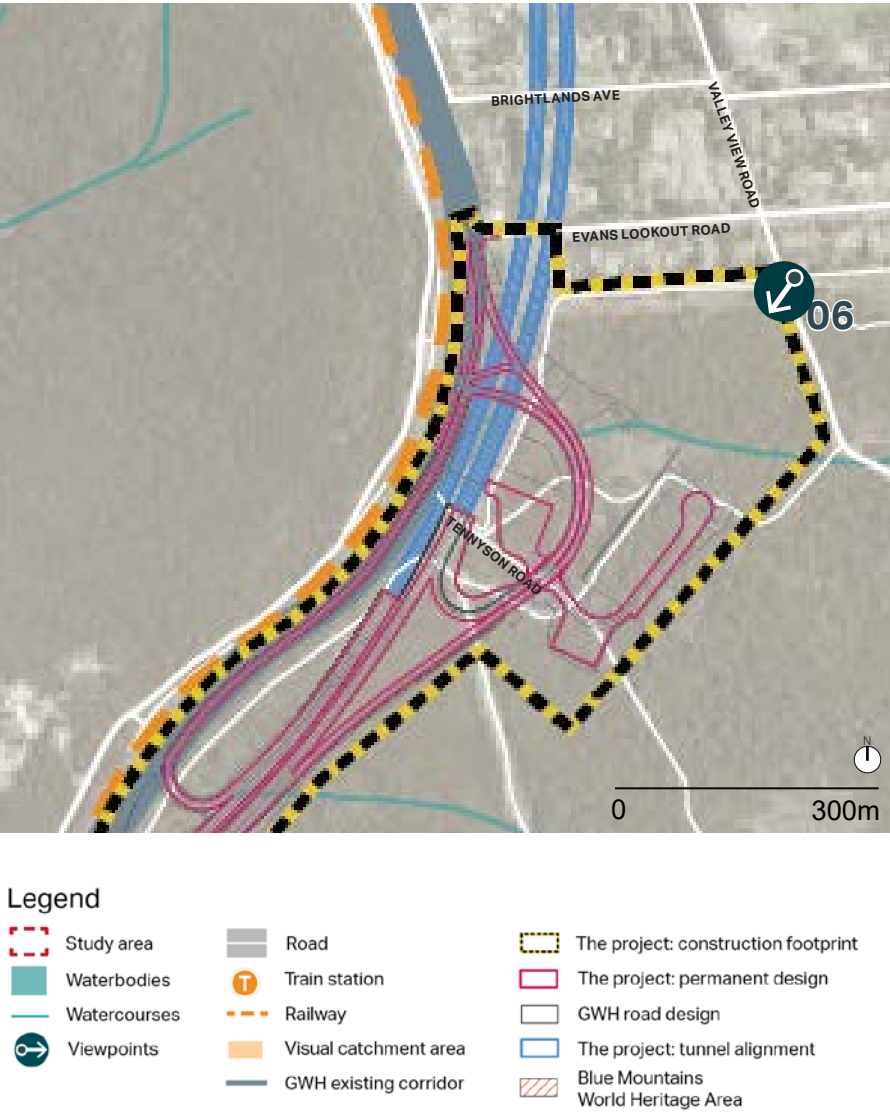 BRIGHTLANDS AVE
VALLEY VIEW ROAD
EVANS LOOKOUT ROAD
06
TENNYSON ROAD
N
0 300m
Legend
Study area
Waterbodies
Watercourses
Viewpoints
Road
T
Train station
Railway
Visual catchment area
GWH existing corridor
The project: construction footprint
The project: permanent design
GWH road design
The project: tunnel alignment
Blue Mountains
World Heritage Area